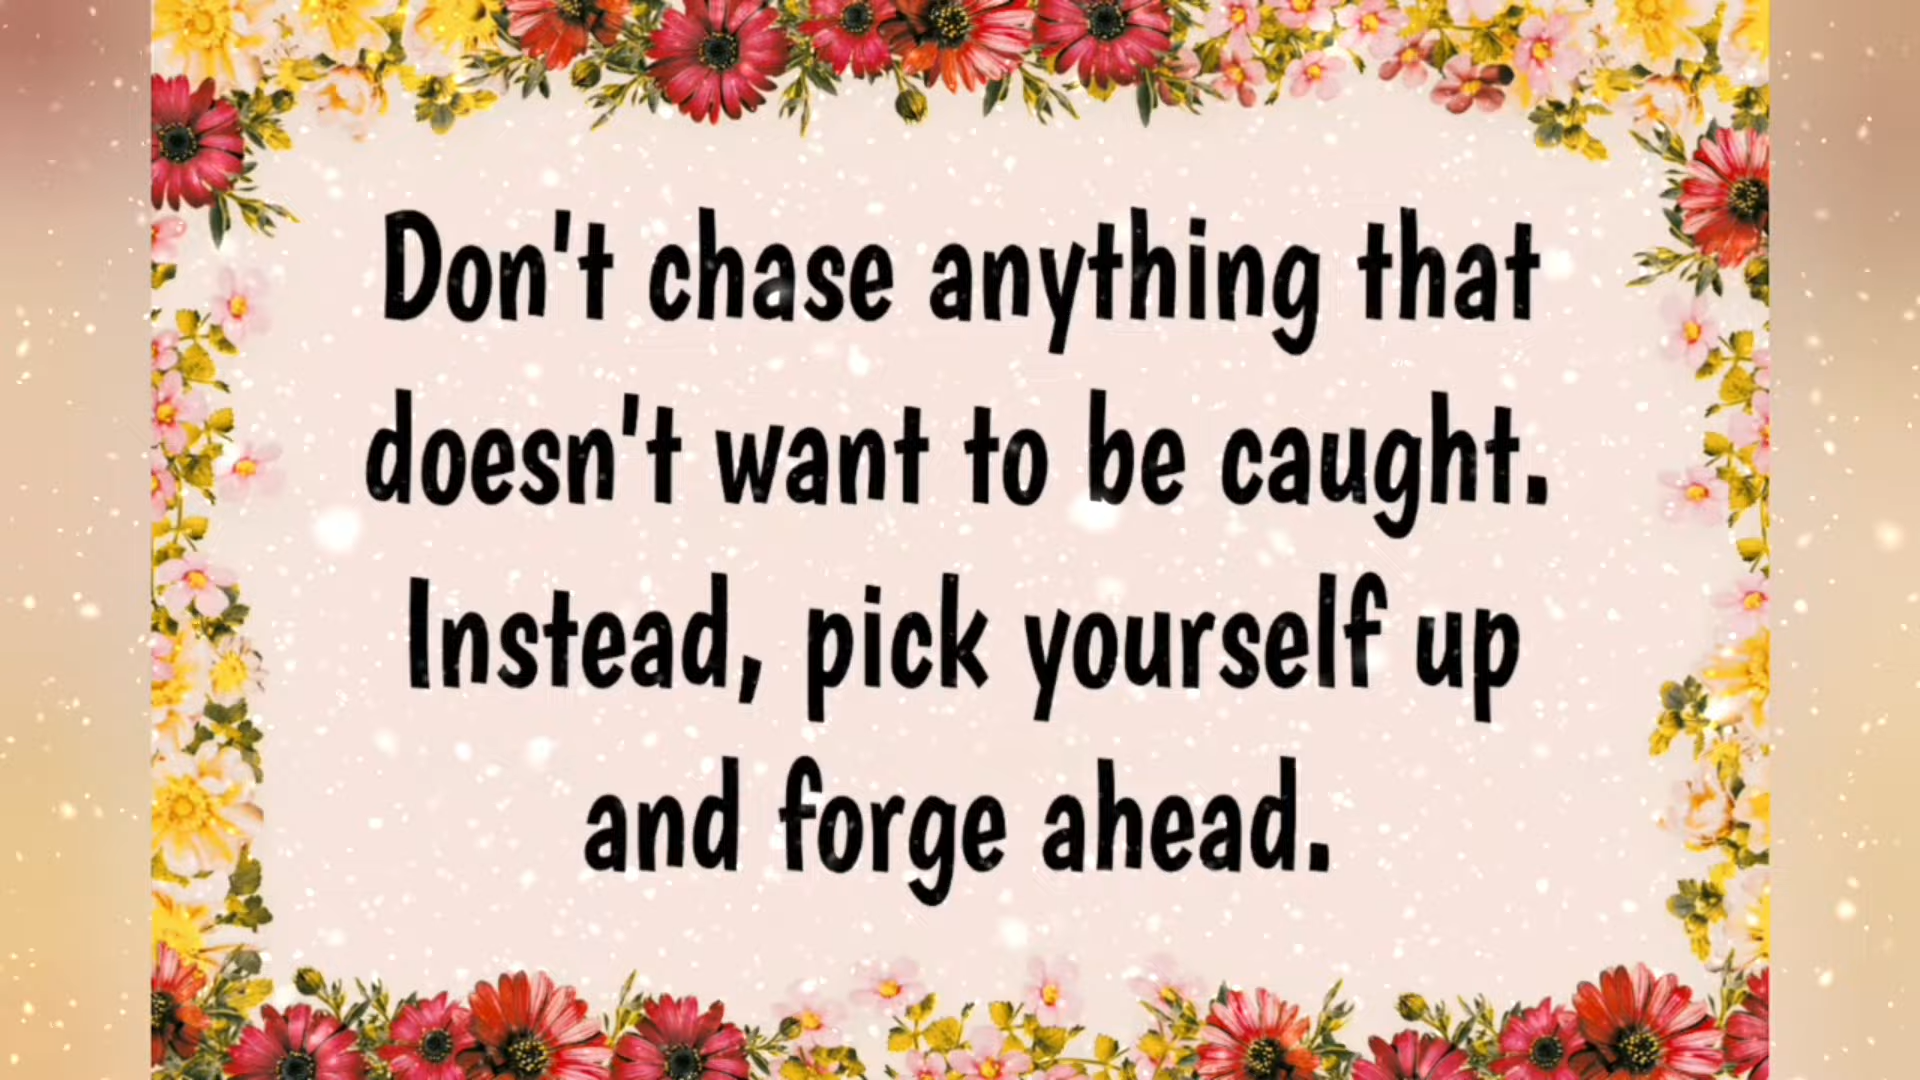 Don't chase anything that
doesn't want to be caught.
Instead, pick yourself up
and forge ahead.